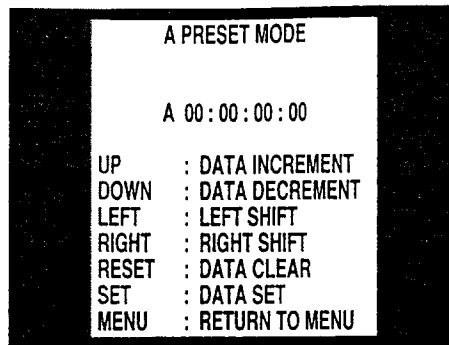 A PRESET MODE
A 00 : 00 : 00 : 00
UP : DATA INCREMENT
DOWN : DATA DECREMENT
LEFT : LEFT SHIFT
RIGHT : RIGHT SHIFT
RESET : DATA CLEAR
SET : DATA SET
MENU : RETURN TO MENU